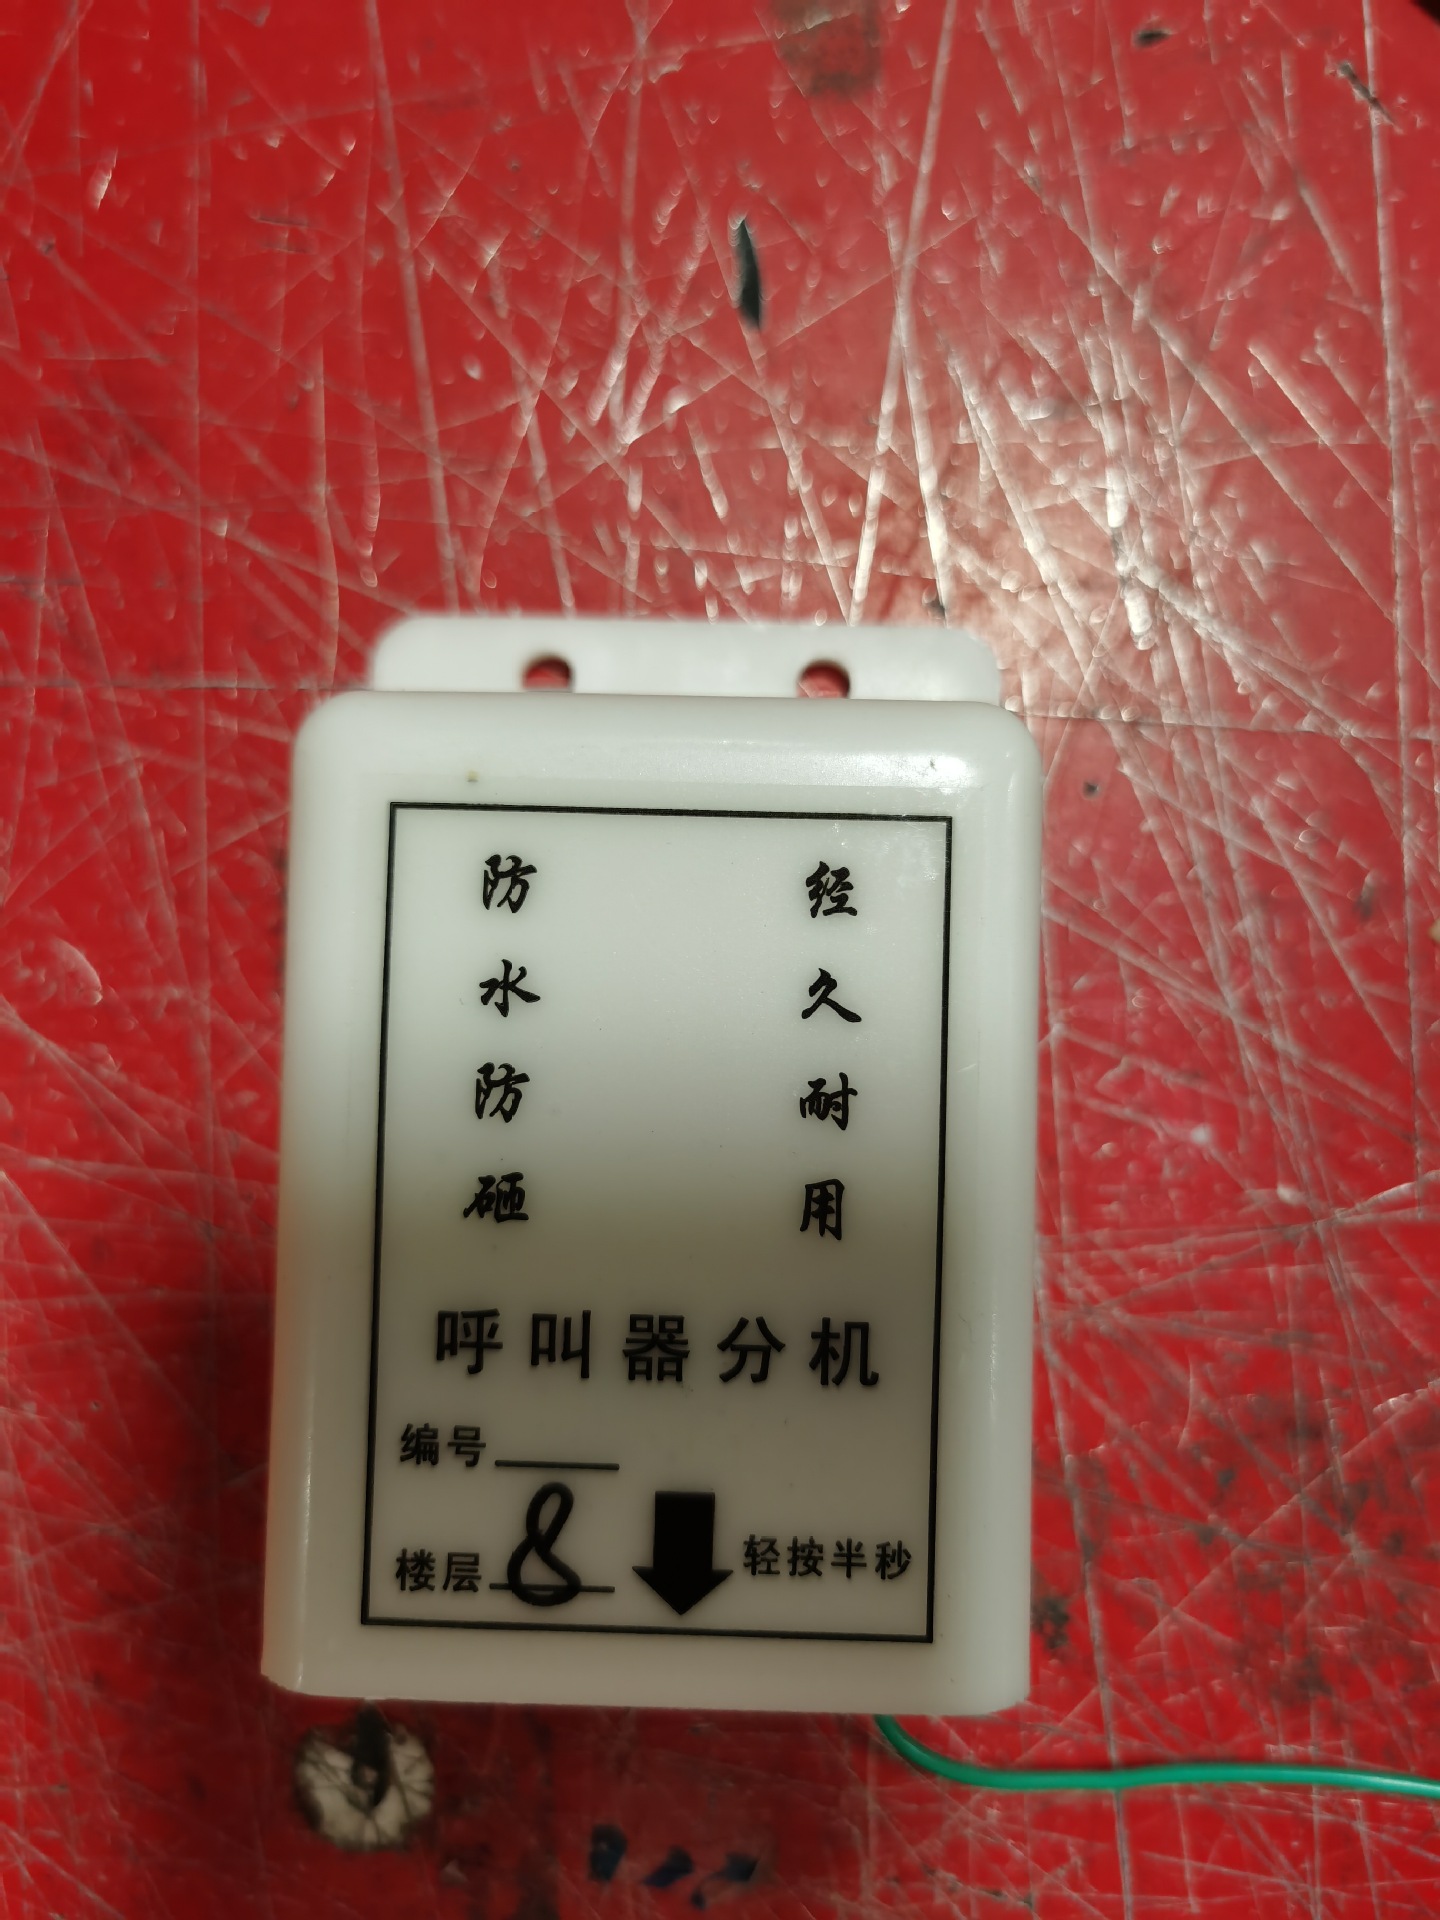 防水防砸
经久耐用
呼叫器分机
编号
楼层 8
轻按半秒